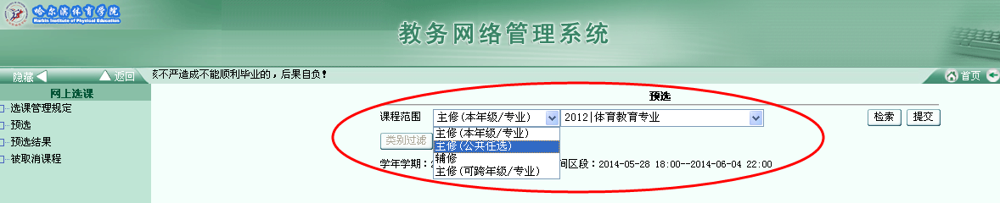 哈尔滨体育学院
Harbin Institute of Physical Education
教务网络管理系统
隐藏 返回 不严造成不能顺利毕业的，后果自负! 首页
网上选课
选课管理规定
预选
预选结果
被取消课程
预选
课程范围 主修(本年级/专业) 2012|体育教育专业 检索 提交
主修(本年级/专业)
类别过滤 主修(公共任选)
辅修
主修(可跨年级/专业)
学年学期: 间区段: 2014-05-28 18:00--2014-06-04 22:00